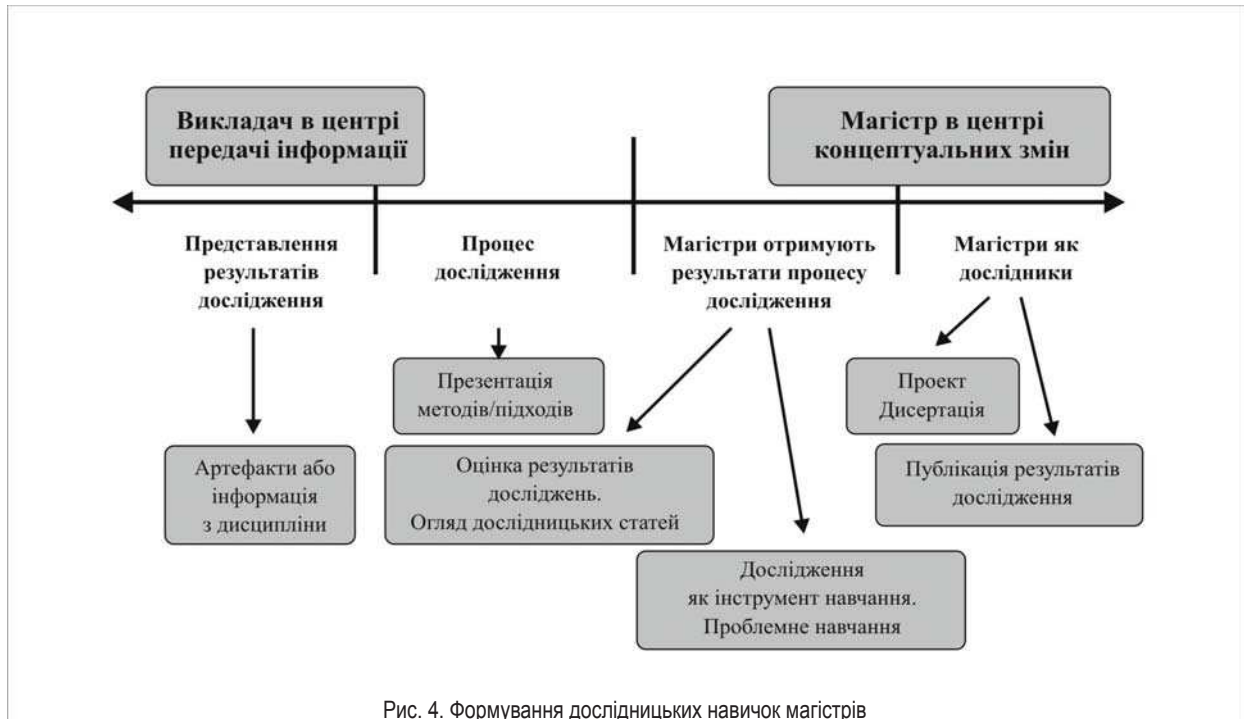 Викладач в центрі
передачі інформації
Магістр в центрі
концептуальних змін
Представлення
результатів
дослідження
Процес
дослідження
Магістри отримують
результати процесу
дослідження
Магістри як
дослідники
Презентація
методів/підходів
Проект
Дисертація
Артефакти або
інформація
з дисципліни
Оцінка результатів
досліджень.
Огляд дослідницьких статей
Публікація результатів
дослідження
Дослідження
як інструмент навчання.
Проблемне навчання
Рис. 4. Формування дослідницьких навичок магістрів